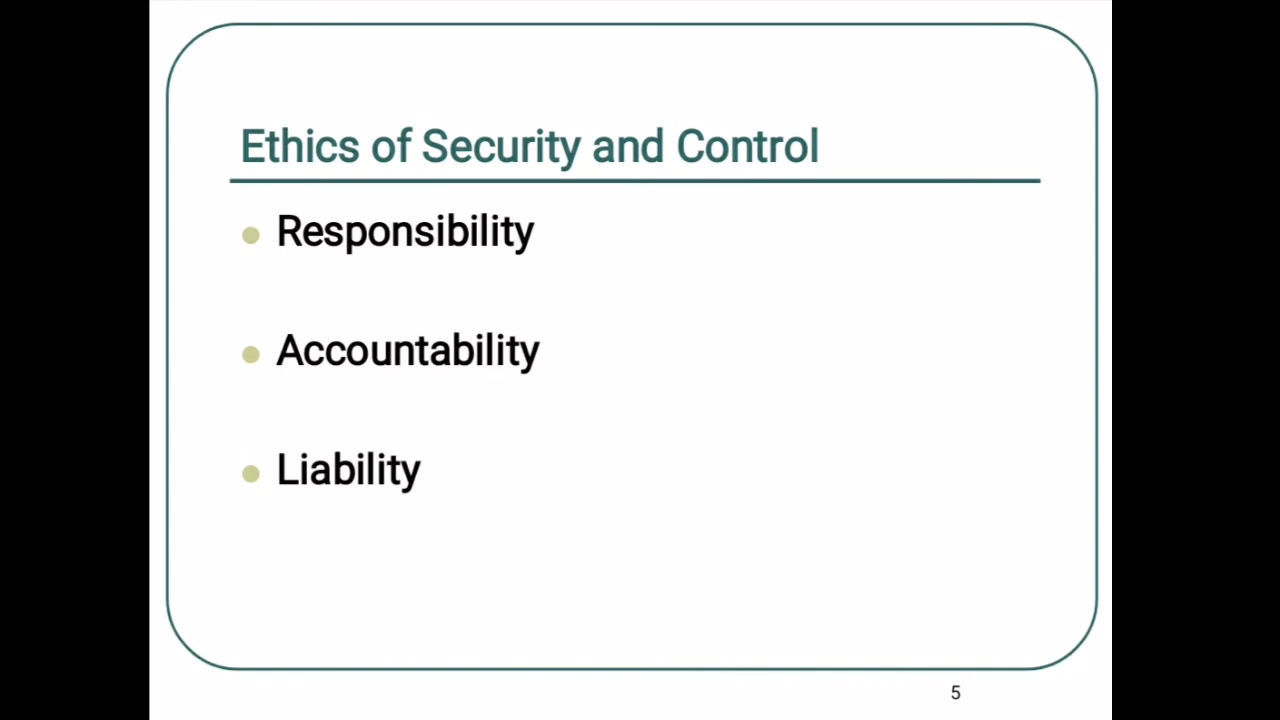 Ethics of Security and Control
Responsibility
Accountability
Liability
5